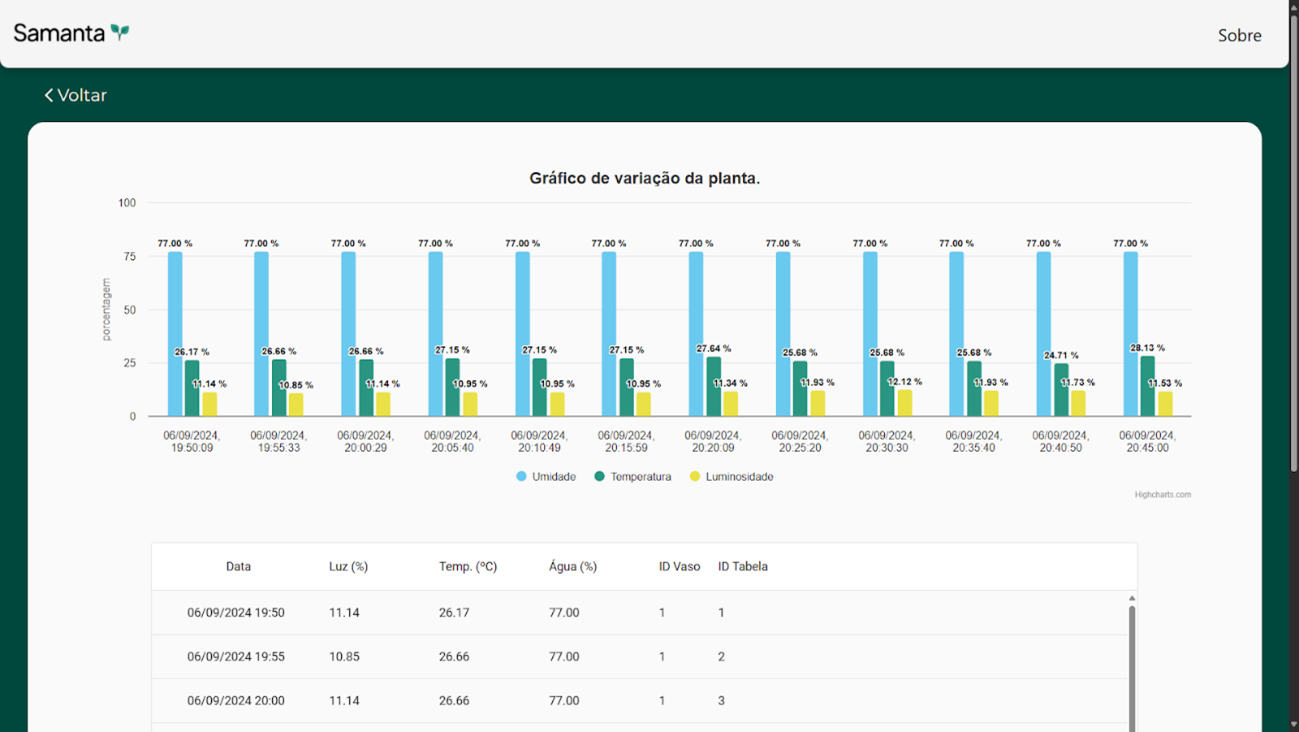 Samanta
Sobre
Voltar
Gráfico de variação da planta.
porcentagem
100
75
50
25
0
77.00 % 77.00 % 77.00 % 77.00 % 77.00 % 77.00 % 77.00 % 77.00 % 77.00 % 77.00 % 77.00 % 77.00 %
26.17 % 26.66 % 26.66 % 27.15 % 27.15 % 27.15 % 27.64 % 25.68 % 25.68 % 25.68 % 24.71 % 28.13 %
11.14 % 10.85 % 11.14 % 10.95 % 10.95 % 10.95 % 11.34 % 11.93 % 12.12 % 11.93 % 11.73 % 11.53 %
06/09/2024, 06/09/2024, 06/09/2024, 06/09/2024, 06/09/2024, 06/09/2024, 06/09/2024, 06/09/2024, 06/09/2024, 06/09/2024, 06/09/2024, 06/09/2024,
19:50:09 19:55:33 20:00:29 20:05:40 20:10:49 20:15:59 20:20:09 20:25:20 20:30:30 20:35:40 20:40:50 20:45:00
Umidade Temperatura Luminosidade
Highcharts.com
Data Luz (%) Temp. (ºC) Água (%) ID Vaso ID Tabela
06/09/2024 19:50 11.14 26.17 77.00 1 1
06/09/2024 19:55 10.85 26.66 77.00 1 2
06/09/2024 20:00 11.14 26.66 77.00 1 3